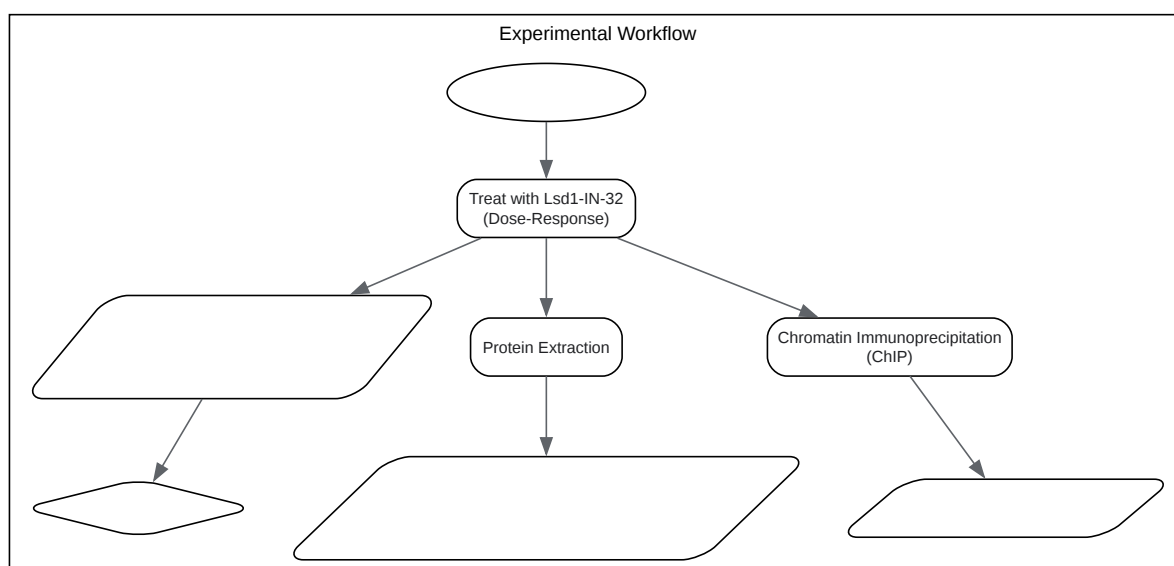 Experimental Workflow
Treat with Lsd1-IN-32
(Dose-Response)
Protein Extraction
Chromatin Immunoprecipitation
(ChIP)